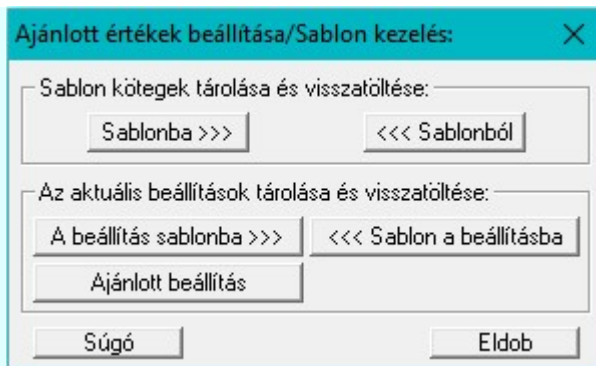 Ajánlott értékek beállítása/Sablon kezelés:
Sablon kötegek tárolása és visszatöltése:
Sablonba >>> <<< Sablonból
Az aktuális beállítások tárolása és visszatöltése:
A beállítás sablonba >>> <<< Sablon a beállításba
Ajánlott beállítás
Súgó Eldob